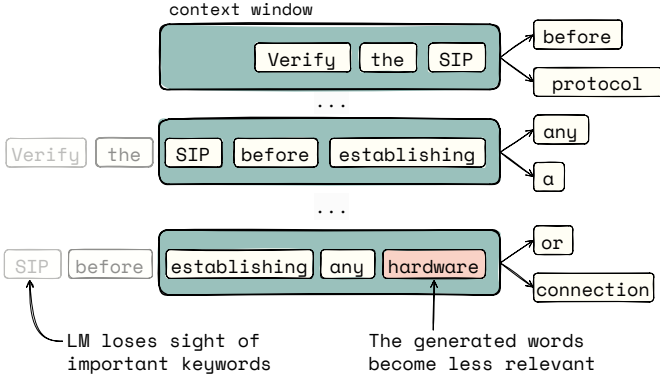 context window
Verify the SIP before
protocol
...
Verify the SIP before establishing any
a
...
SIP before establishing any hardware or
connection
LM loses sight of
important keywords
The generated words
become less relevant